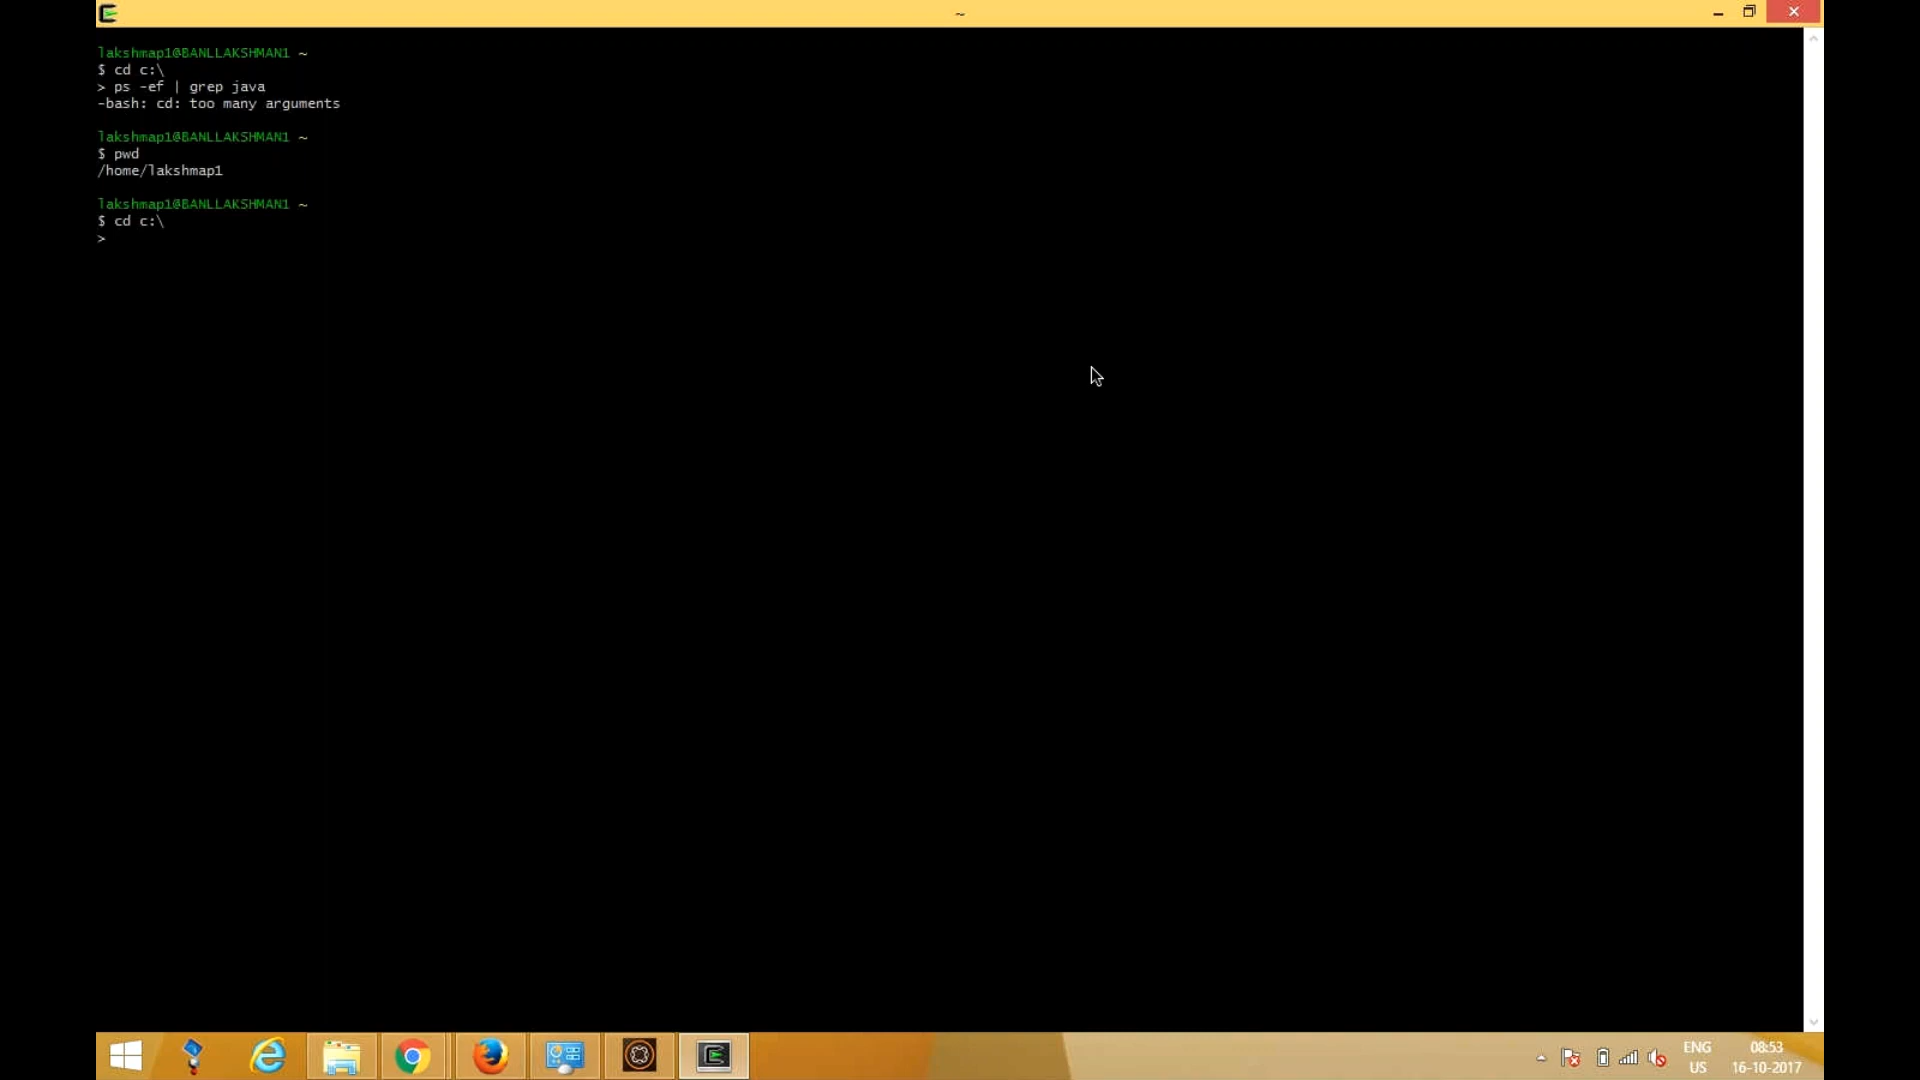 ~
lakshmap1@BANLLAKSHMAN1 ~
$ cd c:\
> ps -ef | grep java
-bash: cd: too many arguments
lakshmap1@BANLLAKSHMAN1 ~
$ pwd
/home/lakshmap1
lakshmap1@BANLLAKSHMAN1 ~
$ cd c:\
>
ENG 08:53
US 16-10-2017